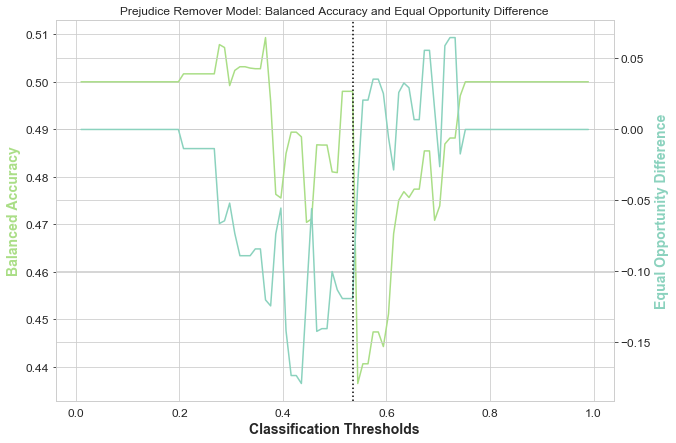 Prejudice Remover Model: Balanced Accuracy and Equal Opportunity Difference
Balanced Accuracy
0.51
0.50
0.49
0.48
0.47
0.46
0.45
0.44
0.05
0.00
−0.05
−0.10
−0.15
Equal Opportunity Difference
0.0 0.2 0.4 0.6 0.8 1.0
Classification Thresholds